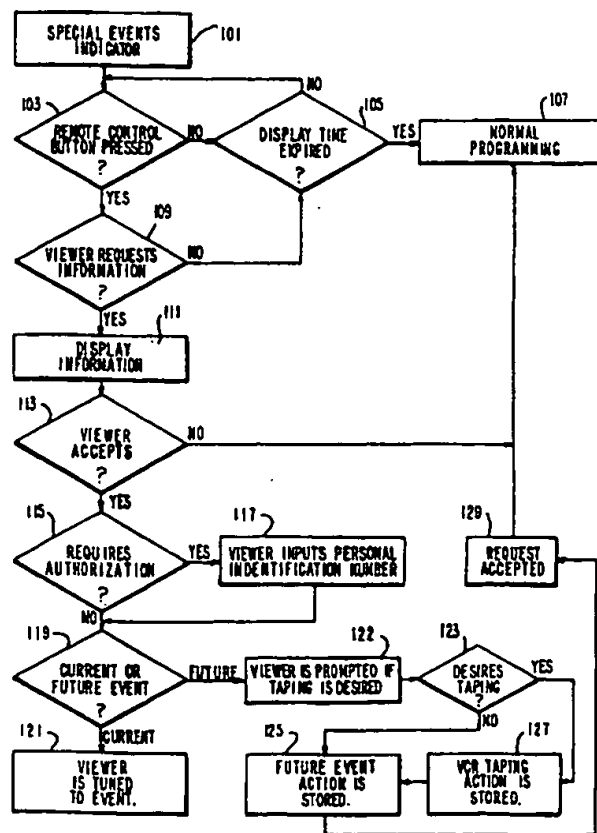 SPECIAL EVENTS
INDICATOR
101
NO
103
105
107
REMOTE CONTROL
BUTTON PRESSED
?
NO
DISPLAY TIME
EXPIRED
?
YES
NORMAL
PROGRAMMING
YES
109
VIEWER REQUESTS
INFORMATION
?
NO
YES
111
DISPLAY
INFORMATION
113
VIEWER
ACCEPTS
?
NO
YES
115
117
129
REQUIRES
AUTHORIZATION
?
YES
VIEWER INPUTS PERSONAL
INDENTIFICATION NUMBER
REQUEST
ACCEPTED
NO
119
122
123
CURRENT OR
FUTURE EVENT
?
FUTURE
VIEWER IS PROMPTED IF
TAPING IS DESIRED
DESIRES
TAPING
?
YES
NO
CURRENT
121
125
127
VIEWER
IS TUNED
TO EVENT.
FUTURE EVENT
ACTION IS
STORED.
VCR TAPING
ACTION IS
STORED.